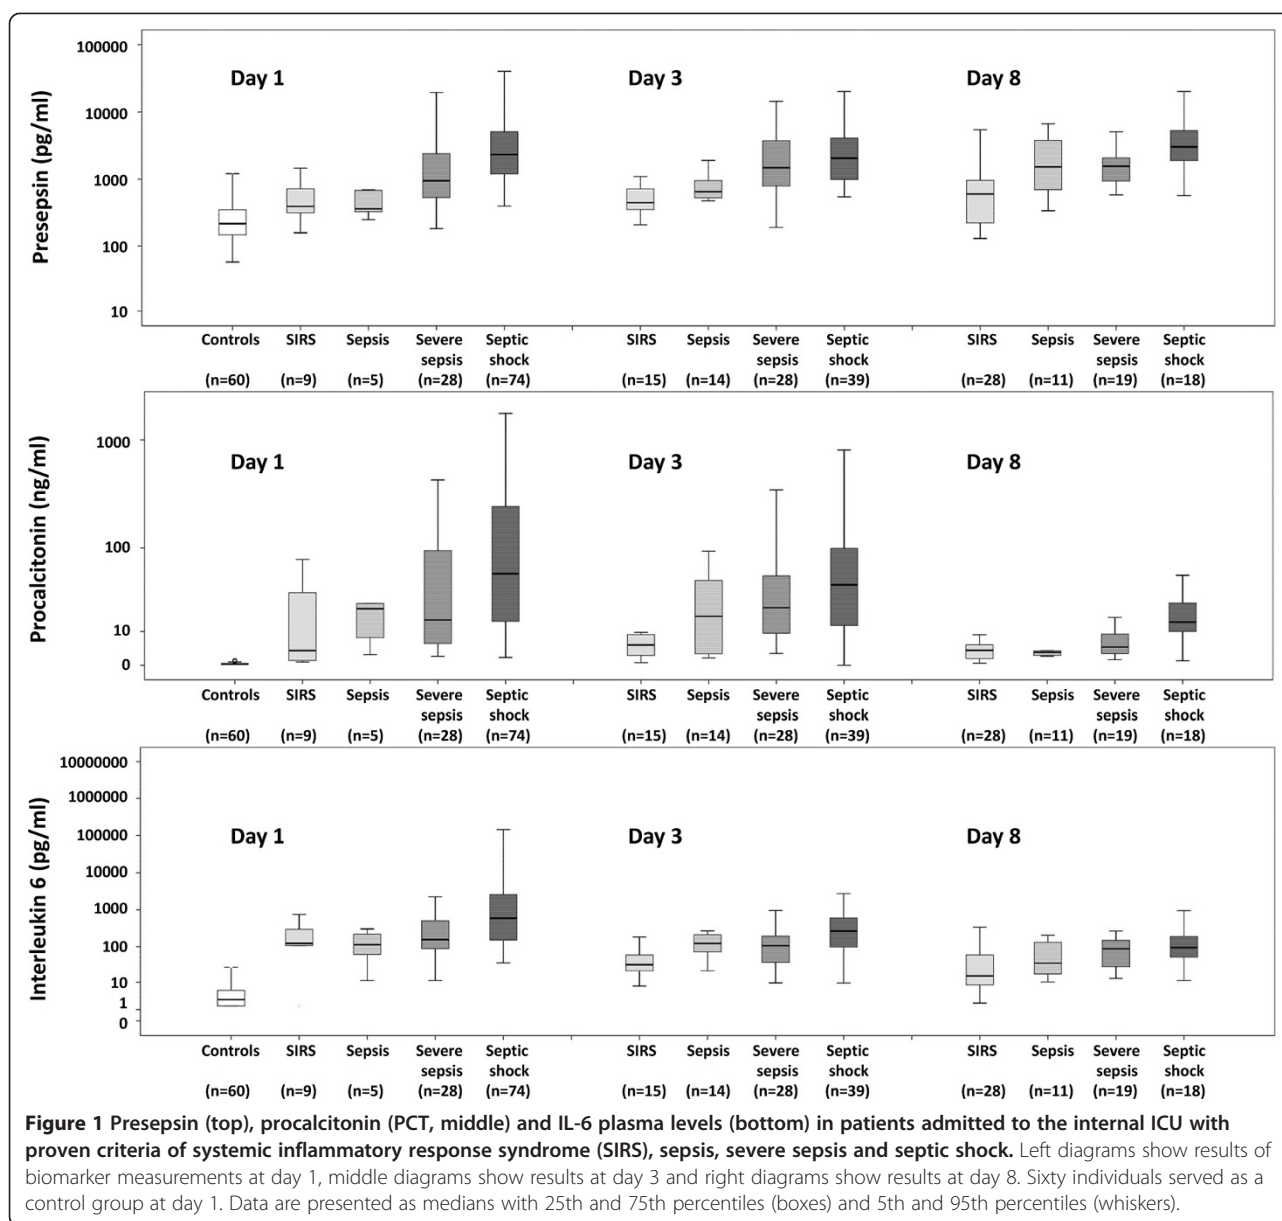 Presepsin (pg/ml)
100000
10000
1000
100
10
Day 1
Day 3
Day 8
Controls SIRS Sepsis Severe Septic SIRS Sepsis Severe Septic SIRS Sepsis Severe Septic
sepsis shock sepsis shock sepsis shock
(n=60) (n=9) (n=5) (n=28) (n=74) (n=15) (n=14) (n=28) (n=39) (n=28) (n=11) (n=19) (n=18)
Procalcitonin (ng/ml)
1000
100
10
0
Day 1
Day 3
Day 8
Controls SIRS Sepsis Severe Septic SIRS Sepsis Severe Septic SIRS Sepsis Severe Septic
sepsis shock sepsis shock sepsis shock
(n=60) (n=9) (n=5) (n=28) (n=74) (n=15) (n=14) (n=28) (n=39) (n=28) (n=11) (n=19) (n=18)
Interleukin 6 (pg/ml)
10000000
1000000
100000
10000
1000
100
10
1
0
Day 1
Day 3
Day 8
Controls SIRS Sepsis Severe Septic SIRS Sepsis Severe Septic SIRS Sepsis Severe Septic
sepsis shock sepsis shock sepsis shock
(n=60) (n=9) (n=5) (n=28) (n=74) (n=15) (n=14) (n=28) (n=39) (n=28) (n=11) (n=19) (n=18)
Figure 1 Presepsin (top), procalcitonin (PCT, middle) and IL-6 plasma levels (bottom) in patients admitted to the internal ICU with
proven criteria of systemic inflammatory response syndrome (SIRS), sepsis, severe sepsis and septic shock. Left diagrams show results of
biomarker measurements at day 1, middle diagrams show results at day 3 and right diagrams show results at day 8. Sixty individuals served as a
control group at day 1. Data are presented as medians with 25th and 75th percentiles (boxes) and 5th and 95th percentiles (whiskers).